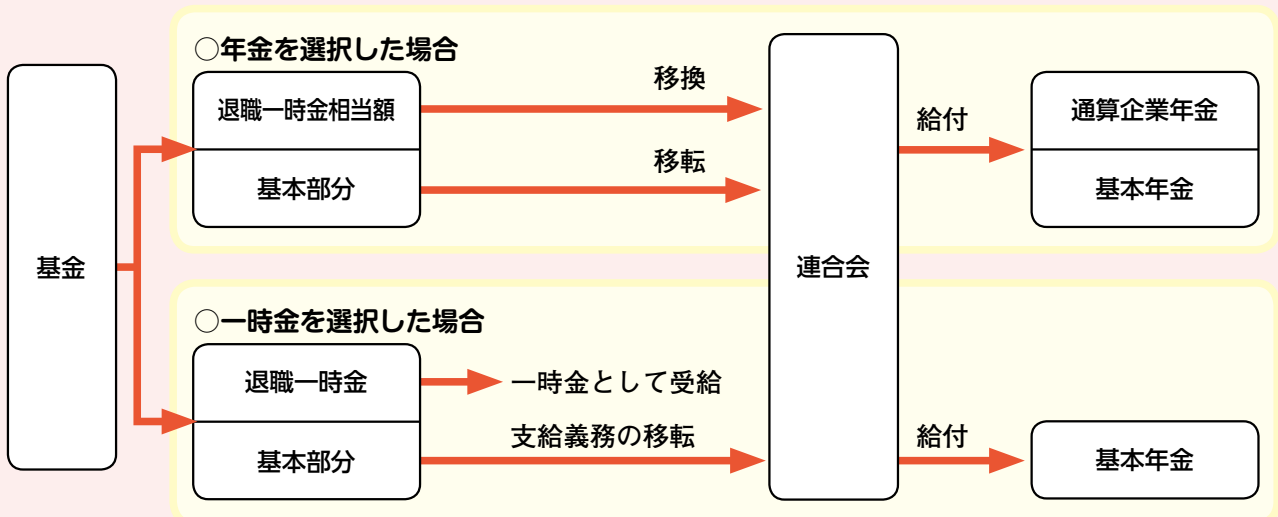 基金
○年金を選択した場合
退職一時金相当額
基本部分
移換
移転
連合会
給付
通算企業年金
基本年金
○一時金を選択した場合
退職一時金
基本部分
一時金として受給
支給義務の移転
給付
基本年金